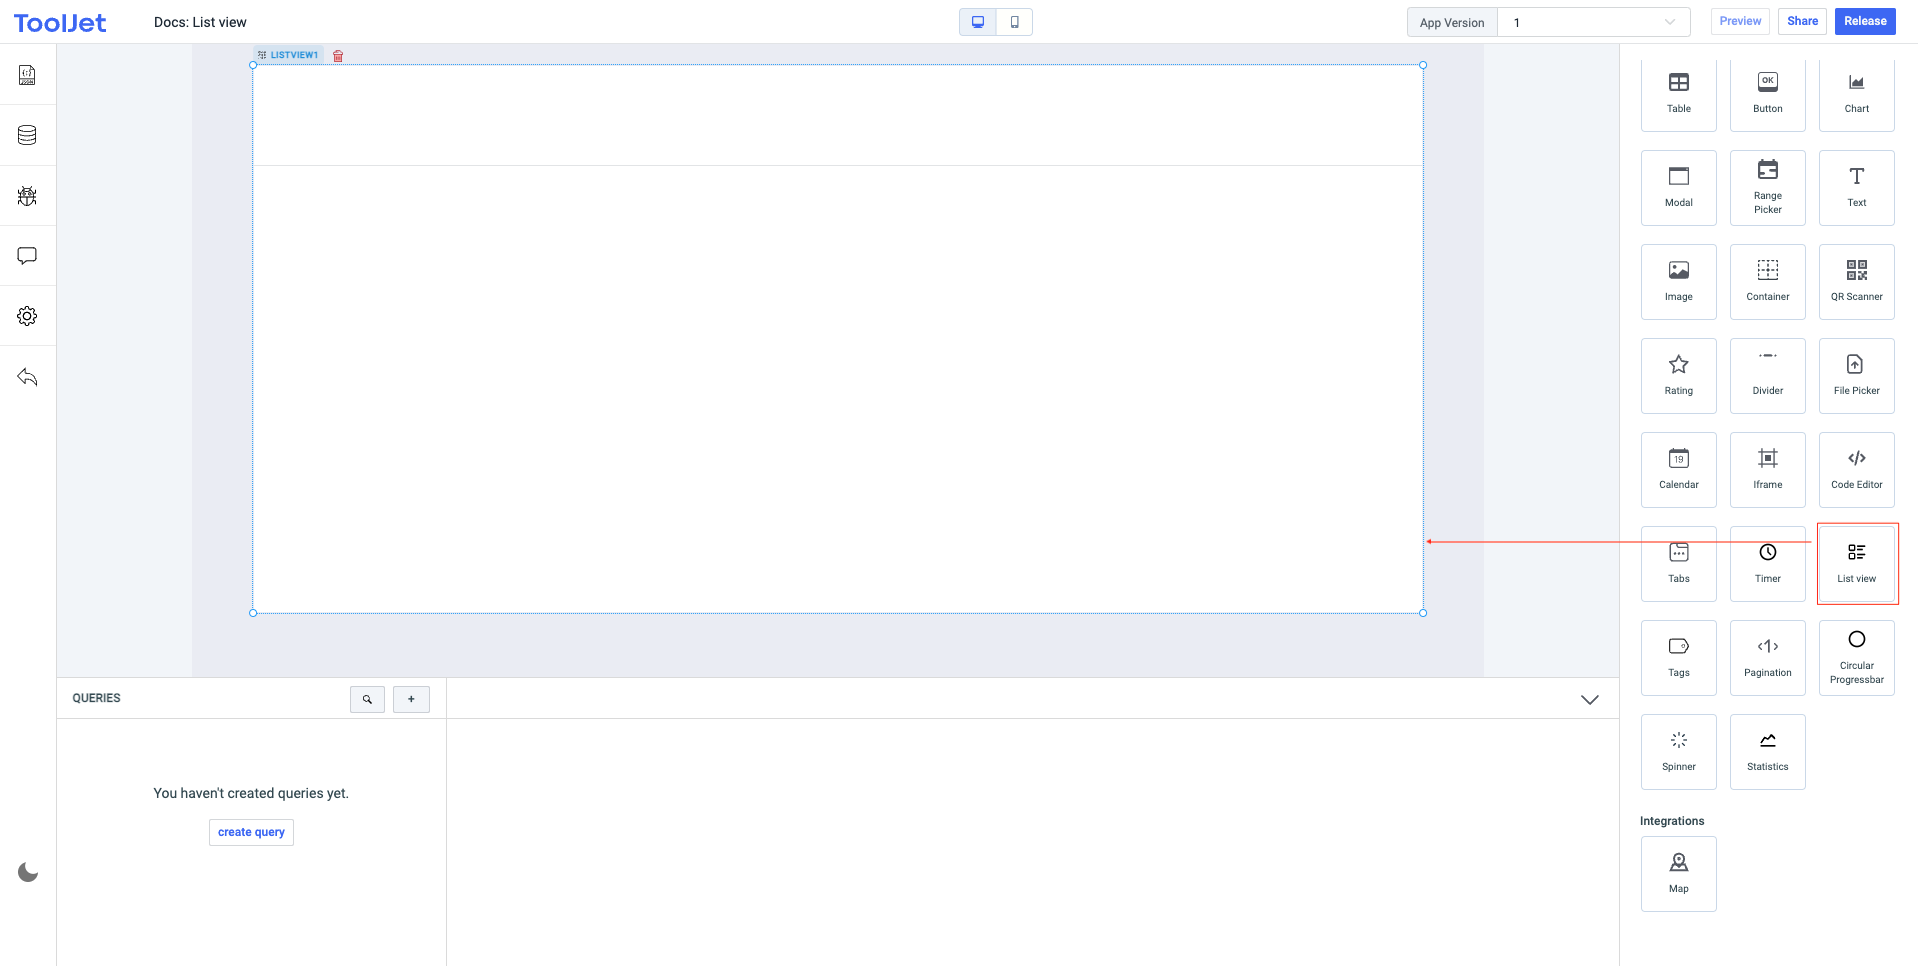 ToolJet
Docs: List view
App Version
1
Preview
Share
Release
LISTVIEW1
Table
Button
OK
Chart
Modal
Range
Picker
Text
Image
Container
QR Scanner
Rating
Divider
File Picker
19
Calendar
Iframe
Code Editor
Tabs
Timer
List view
Tags
Pagination
Circular
Progressbar
Spinner
Statistics
Integrations
Map
QUERIES
+
You haven't created queries yet.
create query